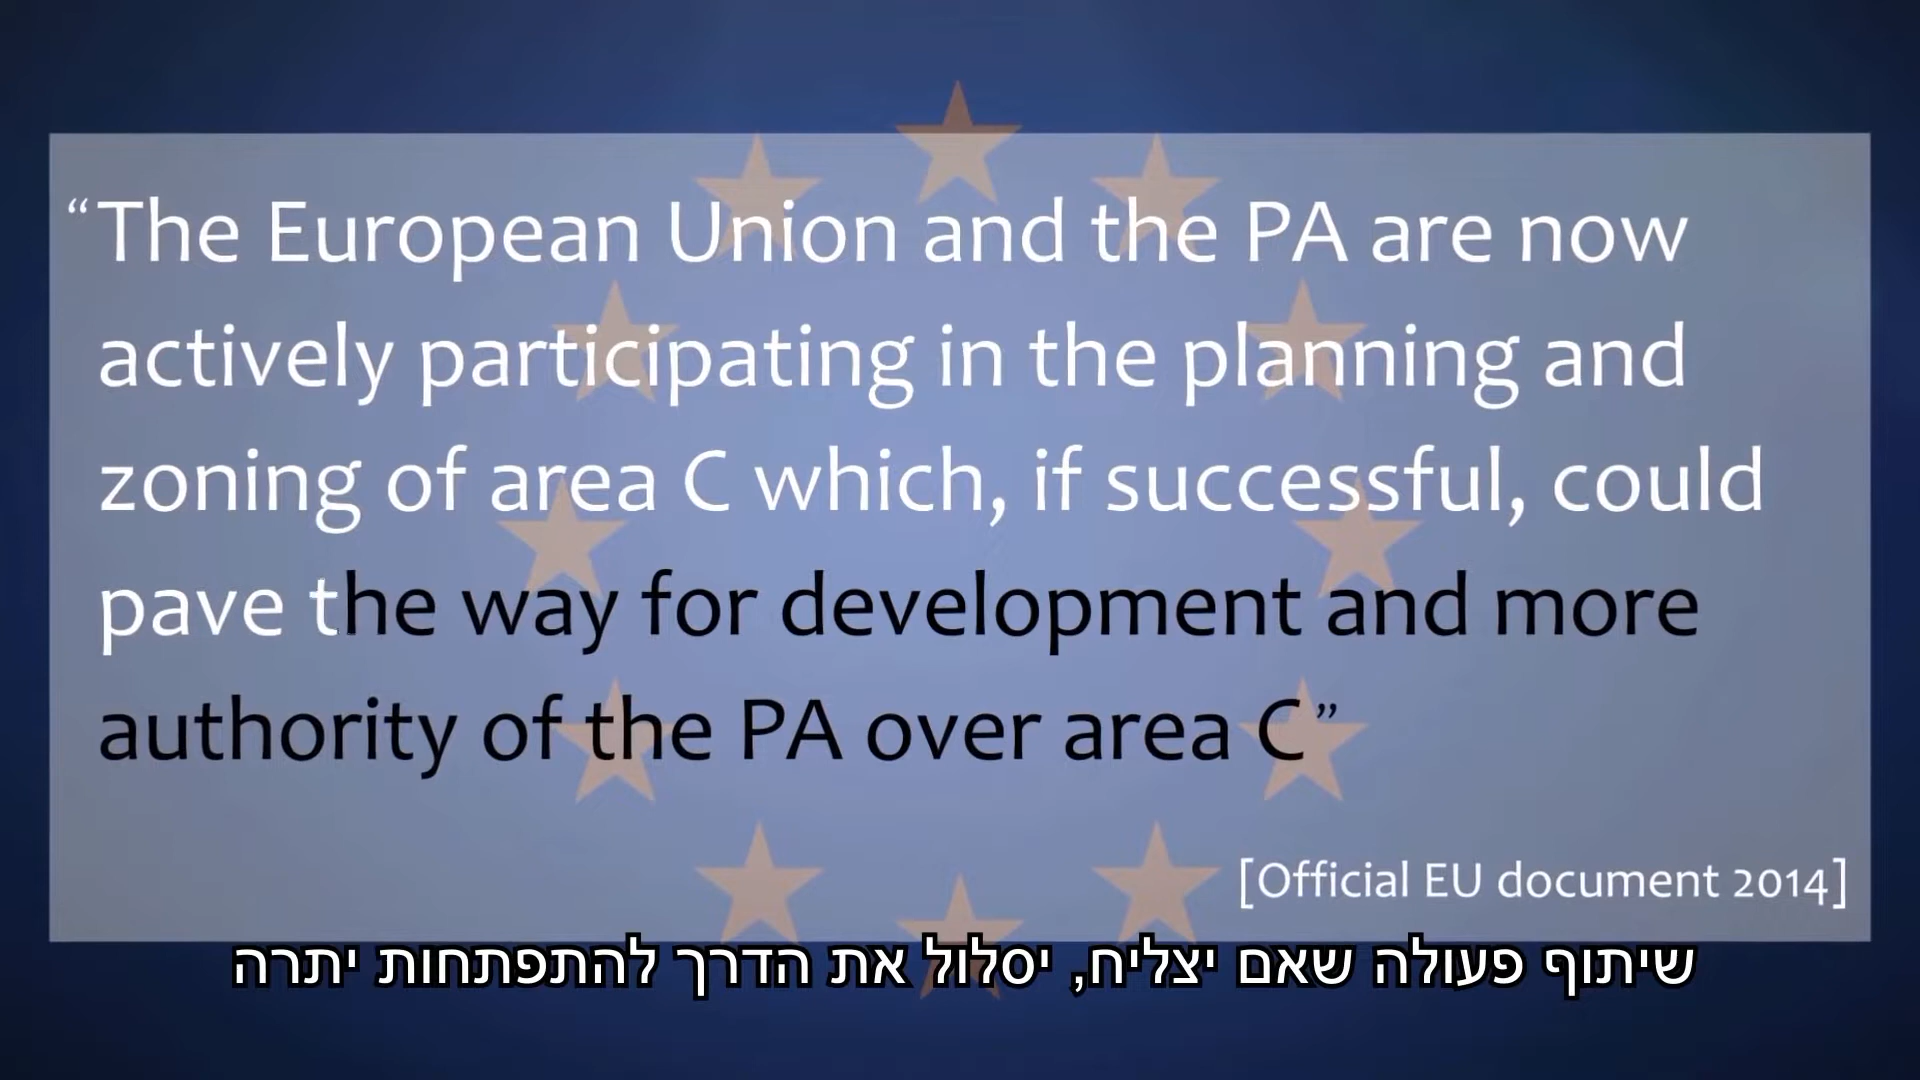 “The European Union and the PA are now
actively participating in the planning and
zoning of area C which, if successful, could
pave the way for development and more
authority of the PA over area C”
[Official EU document 2014]
שיתוף פעולה שאם יצליח, יסלול את הדרך להתפתחות יתרה